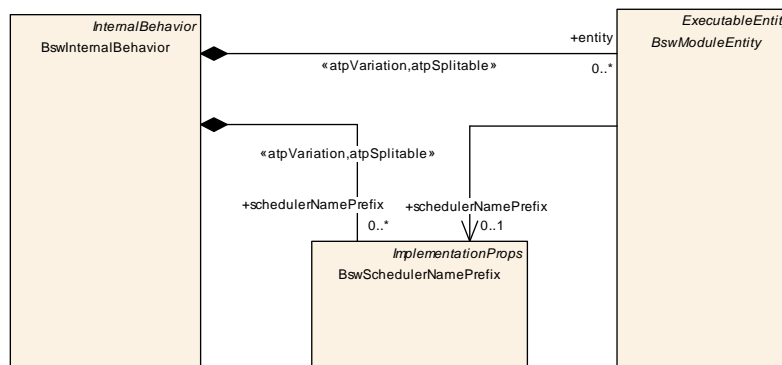 InternalBehavior
BswInternalBehavior
ExecutableEntit
BswModuleEntity
+entity
«atpVariation,atpSplitable»
0..*
«atpVariation,atpSplitable»
+schedulerNamePrefix
0..*
+schedulerNamePrefix
0..1
ImplementationProps
BswSchedulerNamePrefix